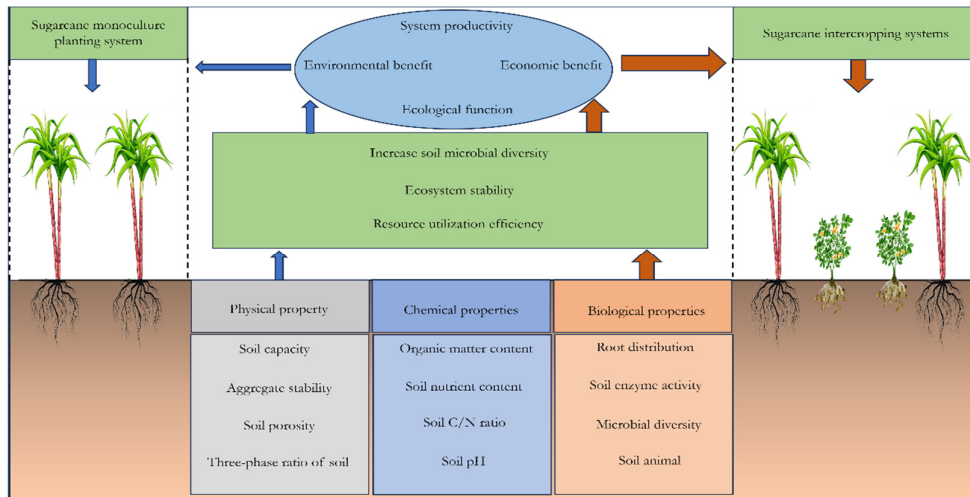 Sugarcane monoculture
planting system
System productivity
Environmental benefit
Economic benefit
Ecological function
Sugarcane intercropping systems
Increase soil microbial diversity
Ecosystem stability
Resource utilization efficiency
Physical property
Chemical properties
Biological properties
Soil capacity
Organic matter content
Root distribution
Aggregate stability
Soil nutrient content
Soil enzyme activity
Soil porosity
Soil C/N ratio
Microbial diversity
Three-phase ratio of soil
Soil pH
Soil animal